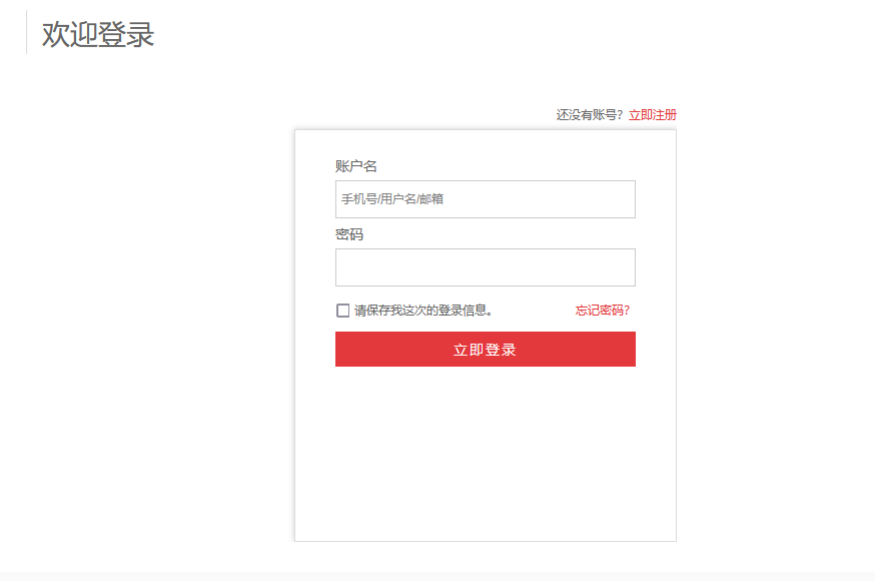 欢迎登录
还没有账号？立即注册
账户名
手机号/用户名/邮箱
密码
请保存我这次的登录信息。 忘记密码?
立即登录